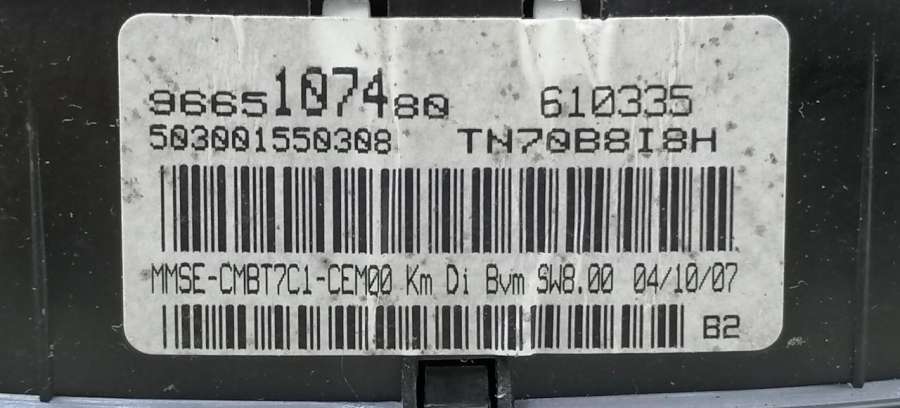 9665107480 610335
503001550308 TN70B8I8H
MMSE-CMBT7C1-CEM00 Km Di Bvm SW8.00 04/10/07
B2